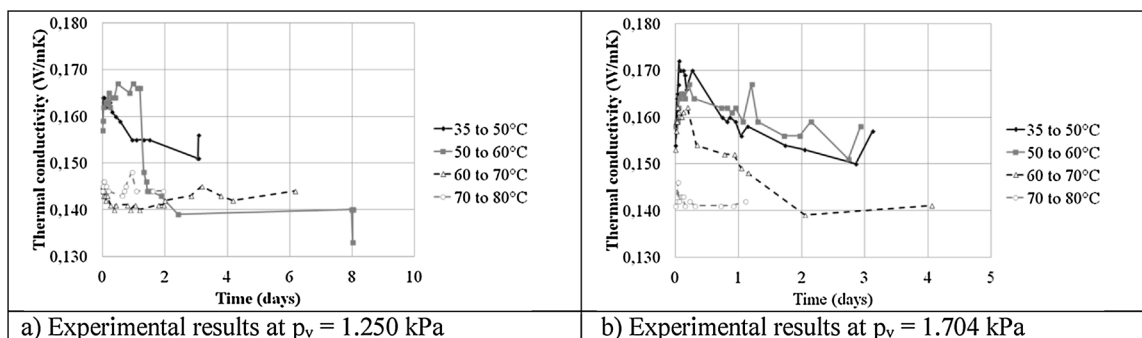 0,180
0,170
0,160
0,150
0,140
0,130
Thermal conductivity (W/mK)
0 2 4 6 8 10
Time (days)
35 to 50°C
50 to 60°C
60 to 70°C
70 to 80°C
a) Experimental results at pv = 1.250 kPa
0,180
0,170
0,160
0,150
0,140
0,130
Thermal conductivity (W/mK)
0 1 2 3 4 5
Time (days)
35 to 50°C
50 to 60°C
60 to 70°C
70 to 80°C
b) Experimental results at pv = 1.704 kPa